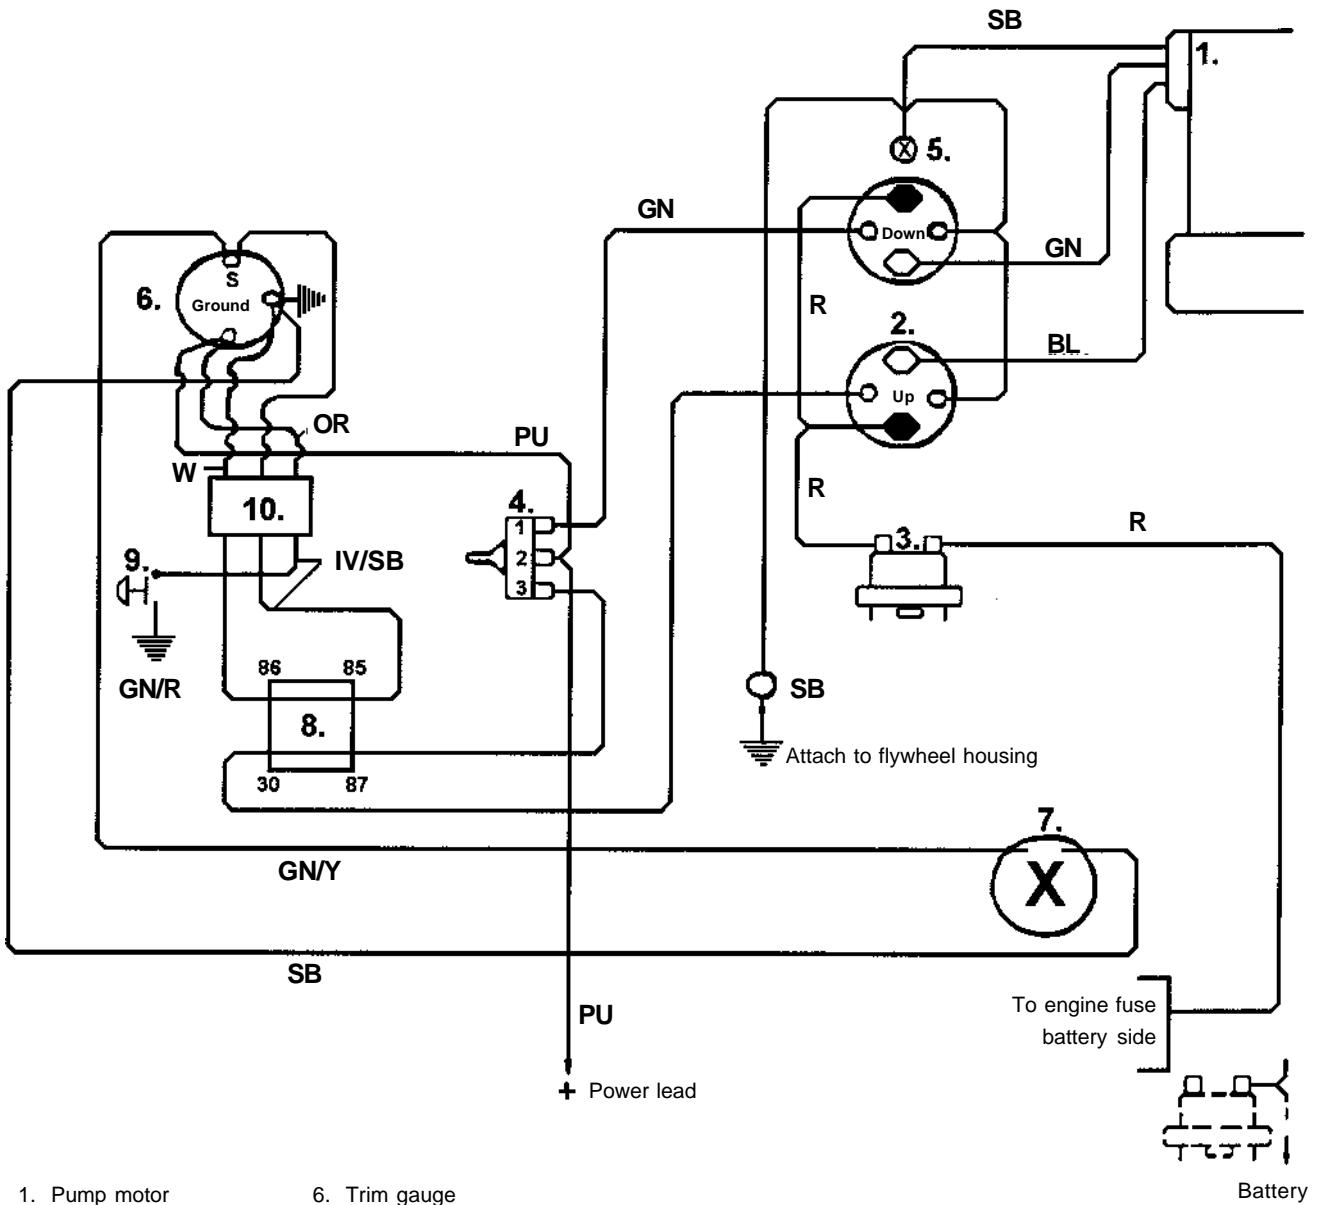 SB
1.
5.
GN
Down
GN
S
6.
Ground
R
2.
BL
Up
OR
PU
W
R
4.
10.
R
1
3.
9.
IV/SB
2
3
86 85
GN/R
SB
8.
Attach to flywheel housing
30 87
7.
GN/Y
X
SB
To engine fuse
PU
battery side
+ Power lead
Battery
1. Pump motor
6. Trim gauge